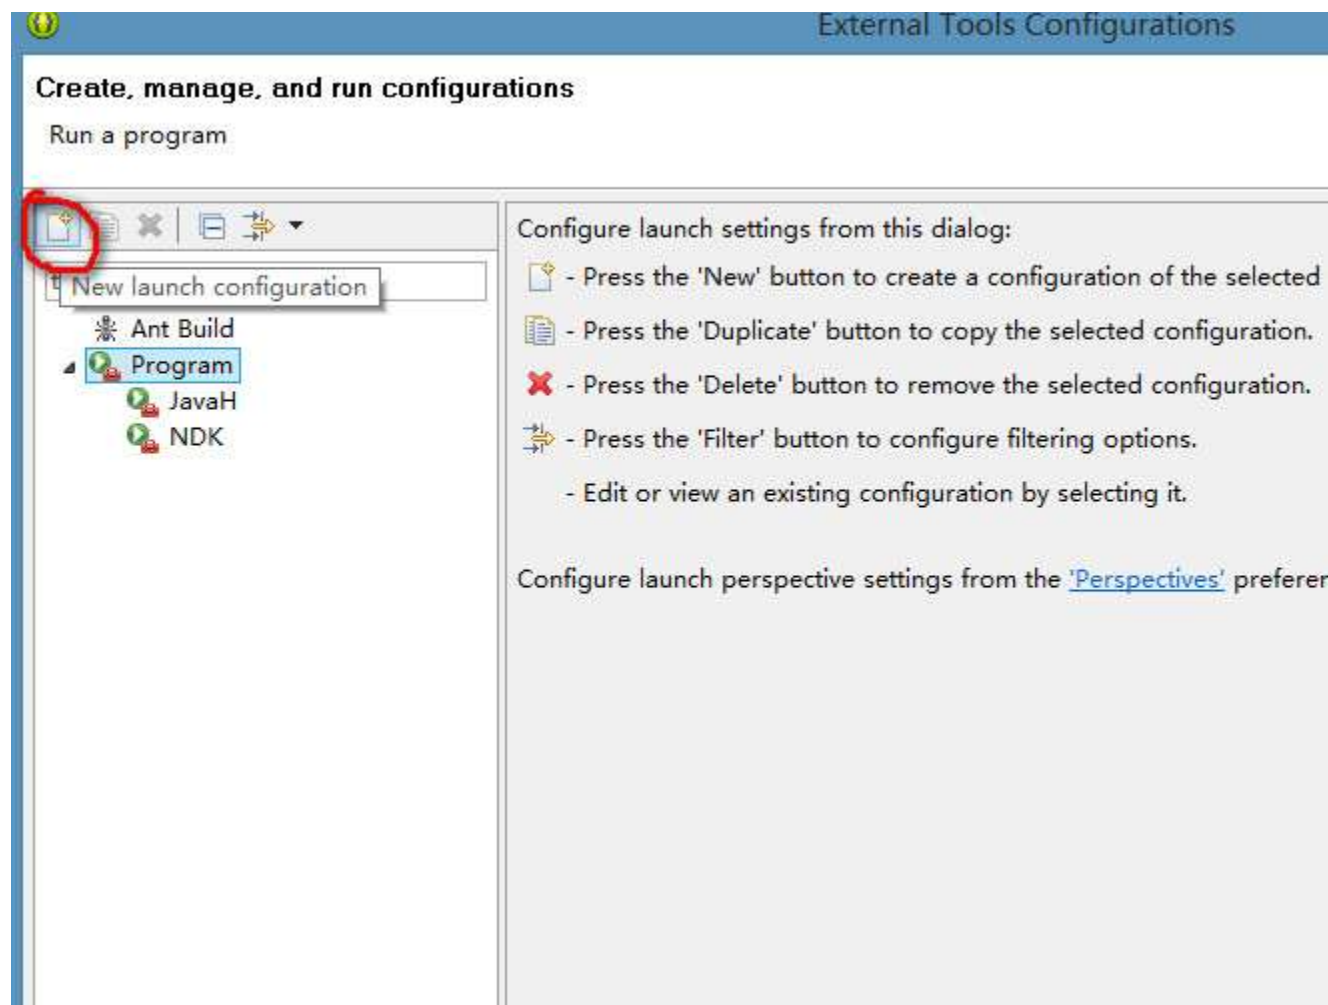 External Tools Configurations
Create, manage, and run configurations
Run a program
New launch configuration
Ant Build
Program
JavaH
NDK
Configure launch settings from this dialog:
- Press the 'New' button to create a configuration of the selected
- Press the 'Duplicate' button to copy the selected configuration.
- Press the 'Delete' button to remove the selected configuration.
- Press the 'Filter' button to configure filtering options.
- Edit or view an existing configuration by selecting it.
Configure launch perspective settings from the 'Perspectives' prefer